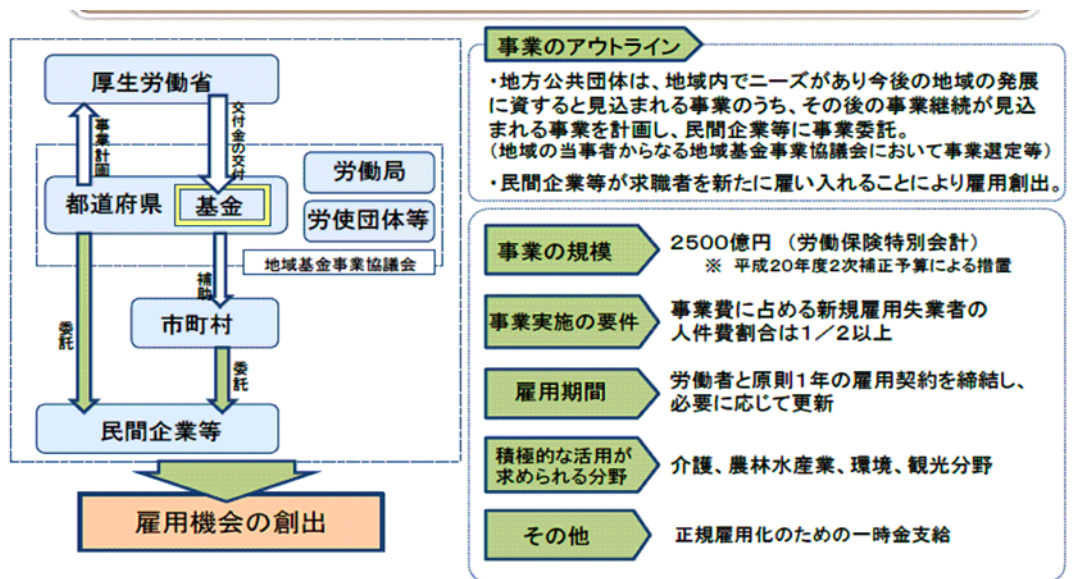 厚生労働省
事業計画
交付金の交付
都道府県
基金
労働局
労使団体等
地域基金事業協議会
補助
市町村
委託
委託
民間企業等
雇用機会の創出
事業のアウトライン
・地方公共団体は、地域内でニーズがあり今後の地域の発展
に資すると見込まれる事業のうち、その後の事業継続が見込
まれる事業を計画し、民間企業等に事業委託。
(地域の当事者からなる地域基金事業協議会において事業選定等)
・民間企業等が求職者を新たに雇い入れることにより雇用創出。
事業の規模
2500億円 (労働保険特別会計)
※ 平成20年度2次補正予算による措置
事業実施の要件
事業費に占める新規雇用失業者の
人件費割合は1/2以上
雇用期間
労働者と原則1年の雇用契約を締結し、
必要に応じて更新
積極的な活用が
求められる分野
介護、農林水産業、環境、観光分野
その他
正規雇用化のための一時金支給